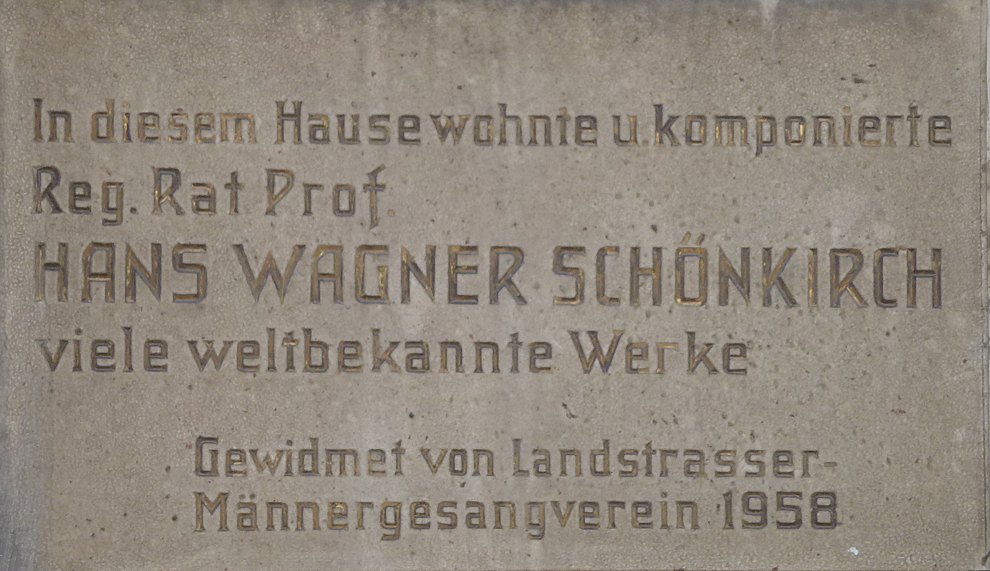 In diesem Hause wohnte u. komponierte
Reg. Rat Prof.
HANS WAGNER SCHÖNKIRCH
viele weltbekannte Werke
Gewidmet von Landstrasser-
Männergesangverein 1958